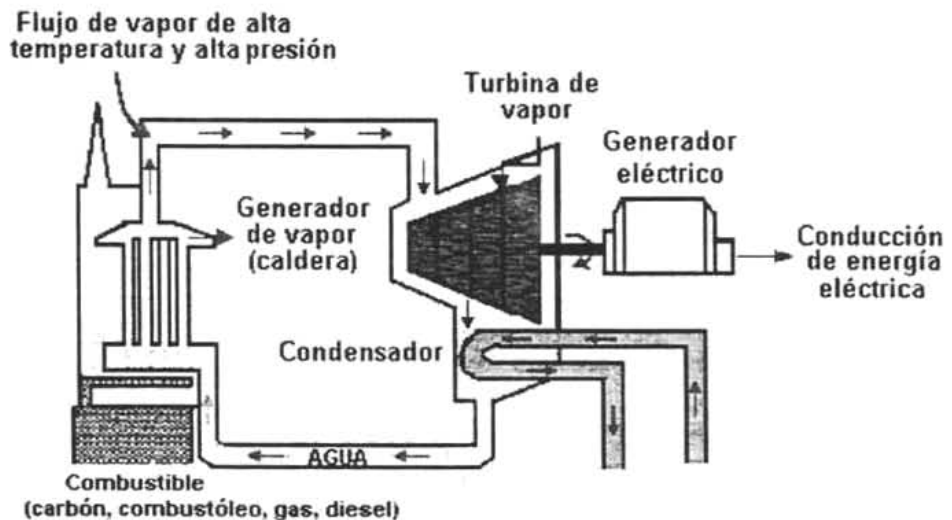 Flujo de vapor de alta
temperatura y alta presión
Turbina de
vapor
Generador
eléctrico
Generador
de vapor
(caldera)
Conducción
de energía
eléctrica
Condensador
AGUA
Combustible
(carbón, combustóleo, gas, diesel)